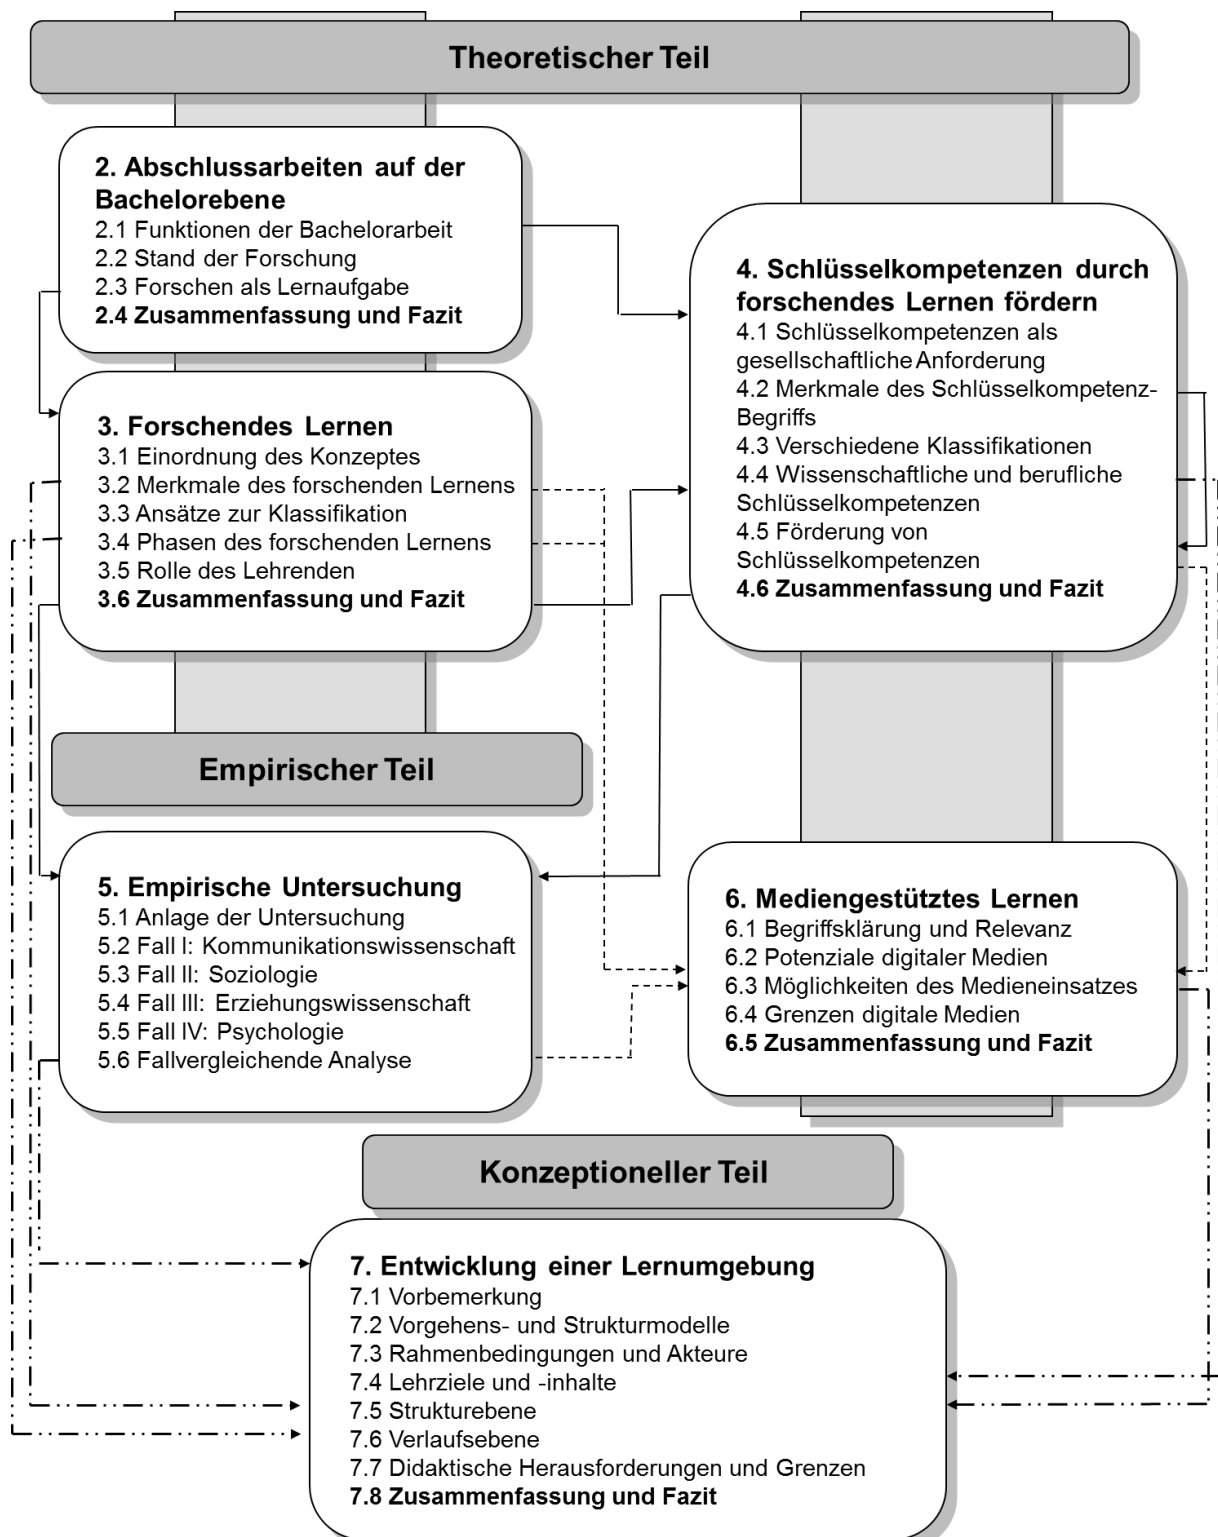 Theoretischer Teil
2. Abschlussarbeiten auf der
Bachelorebene
2.1 Funktionen der Bachelorarbeit
2.2 Stand der Forschung
2.3 Forschen als Lernaufgabe
2.4 Zusammenfassung und Fazit
3. Forschendes Lernen
3.1 Einordnung des Konzeptes
3.2 Merkmale des forschenden Lernens
3.3 Ansätze zur Klassifikation
3.4 Phasen des forschenden Lernens
3.5 Rolle des Lehrenden
3.6 Zusammenfassung und Fazit
4. Schlüsselkompetenzen durch
forschendes Lernen fördern
4.1 Schlüsselkompetenzen als
gesellschaftliche Anforderung
4.2 Merkmale des Schlüsselkompetenz-
Begriffs
4.3 Verschiedene Klassifikationen
4.4 Wissenschaftliche und berufliche
Schlüsselkompetenzen
4.5 Förderung von
Schlüsselkompetenzen
4.6 Zusammenfassung und Fazit
Empirischer Teil
5. Empirische Untersuchung
5.1 Anlage der Untersuchung
5.2 Fall I: Kommunikationswissenschaft
5.3 Fall II: Soziologie
5.4 Fall III: Erziehungswissenschaft
5.5 Fall IV: Psychologie
5.6 Fallvergleichende Analyse
6. Mediengestütztes Lernen
6.1 Begriffsklärung und Relevanz
6.2 Potenziale digitaler Medien
6.3 Möglichkeiten des Medieneinsatzes
6.4 Grenzen digitale Medien
6.5 Zusammenfassung und Fazit
Konzeptioneller Teil
7. Entwicklung einer Lernumgebung
7.1 Vorbemerkung
7.2 Vorgehens- und Strukturmodelle
7.3 Rahmenbedingungen und Akteure
7.4 Lehrziele und -inhalte
7.5 Strukturebene
7.6 Verlaufsebene
7.7 Didaktische Herausforderungen und Grenzen
7.8 Zusammenfassung und Fazit